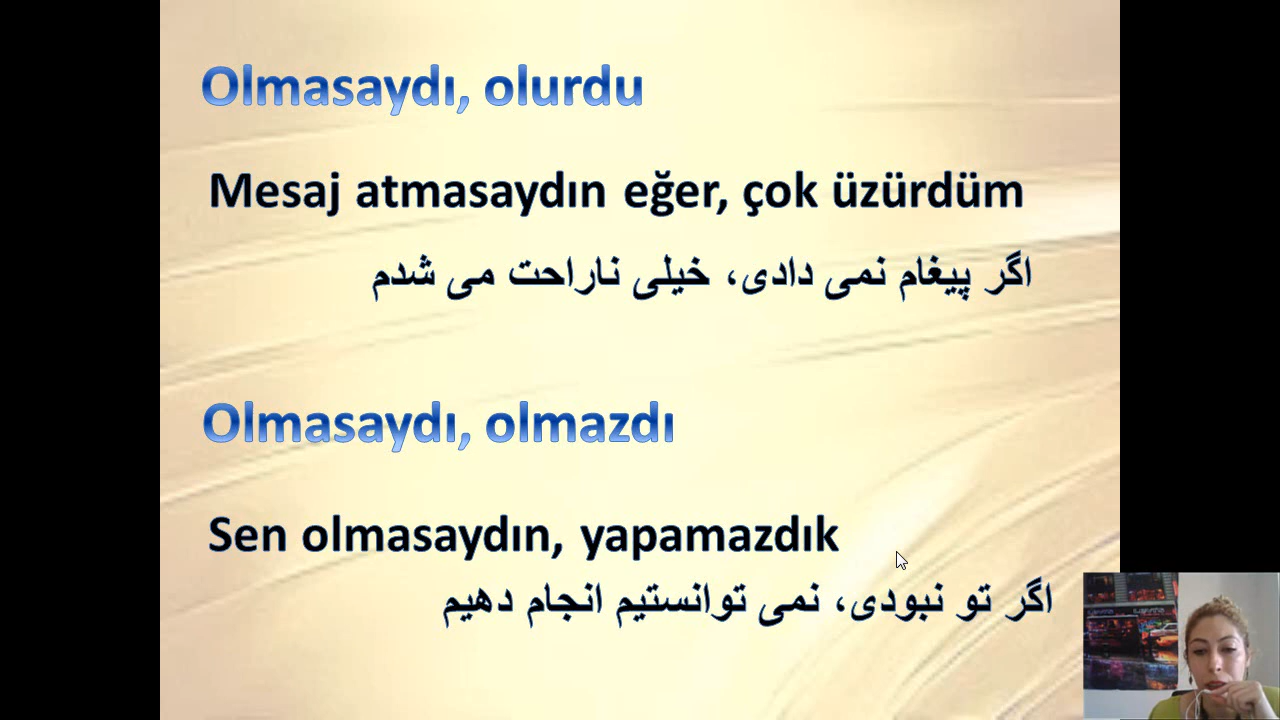 Olmasaydı, olurdu
Mesaj atmasaydın eğer, çok üzürdüm
اگر پیغام نمی دادی، خیلی ناراحت می شدم
Olmasaydı, olmazdı
Sen olmasaydın, yapamazdık
اگر تو نبودی، نمی توانستیم انجام دهیم